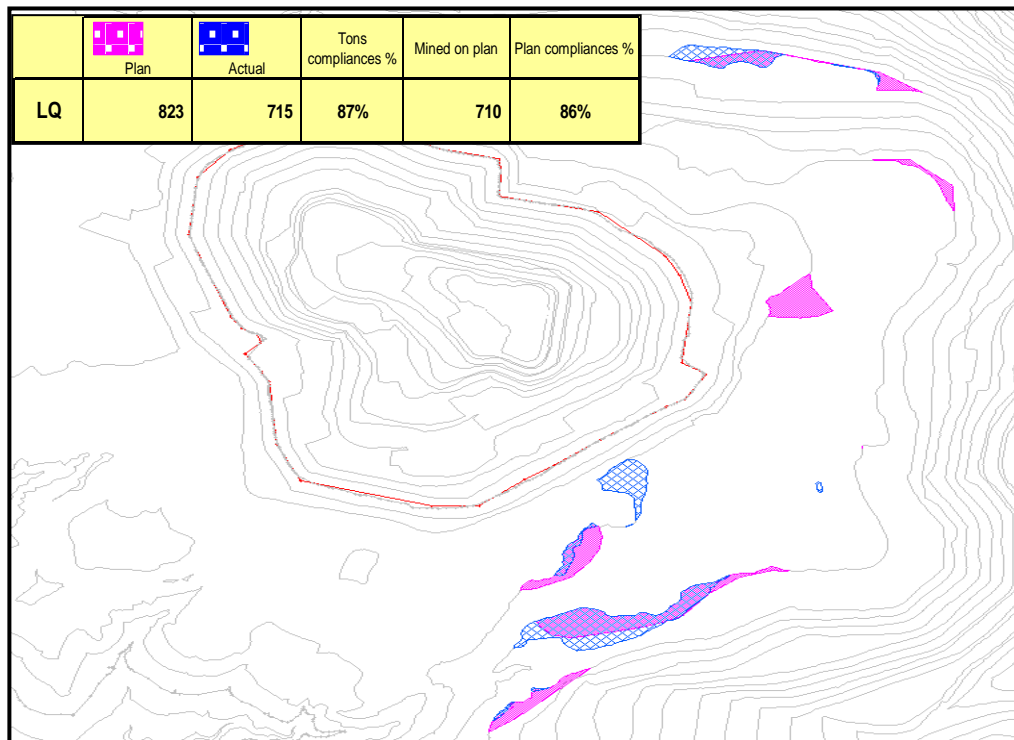 Plan Actual Tons compliances % Mined on plan Plan compliances %
LQ 823 715 87% 710 86%